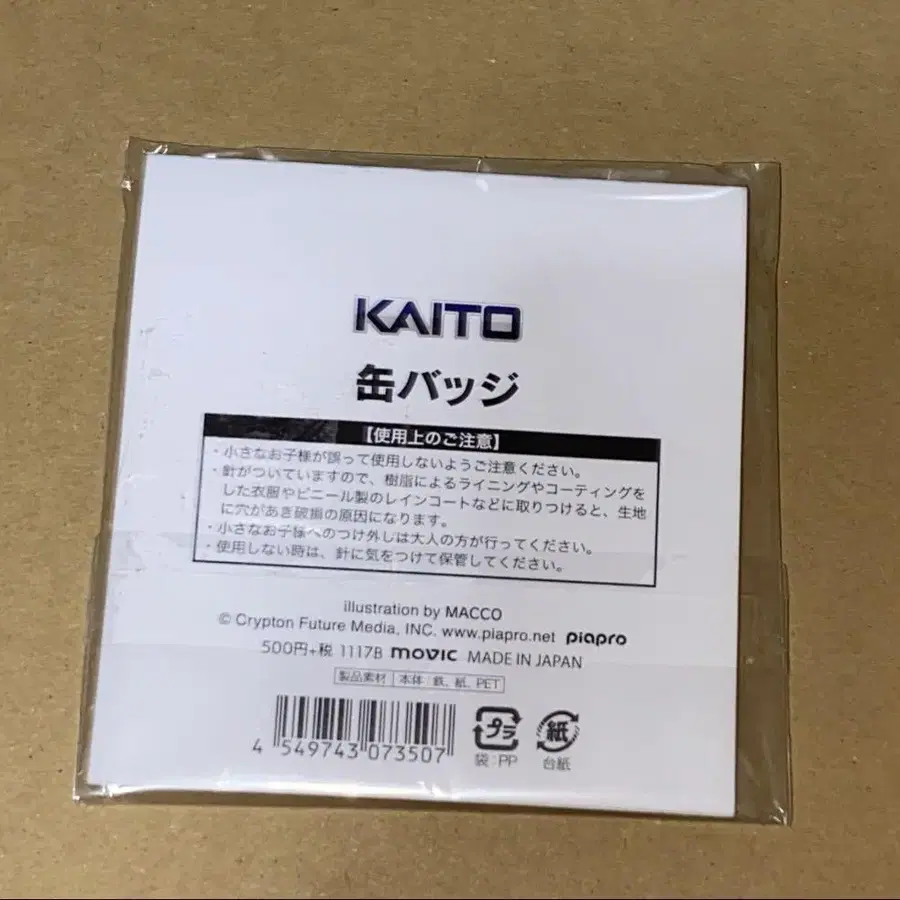 KAITO
缶バッジ
【使用上のご注意】
・小さなお子様が誤って使用しないようご注意ください。
・針がついていますので、樹脂によるライニングやコーティングを
した衣服やビニール製のレインコートなどに取りつけると、生地
に穴があき破損の原因になります。
・小さなお子様へのつけ外しは大人の方が行ってください。
・使用しない時は、針に気をつけて保管してください。
illustration by MACCO
© Crypton Future Media, INC. www.piapro.net piapro
500円+税 1117B movic MADE IN JAPAN
製品素材 本体：鉄、紙、PET
4 549743 073507
プラ 紙
袋：PP 台紙